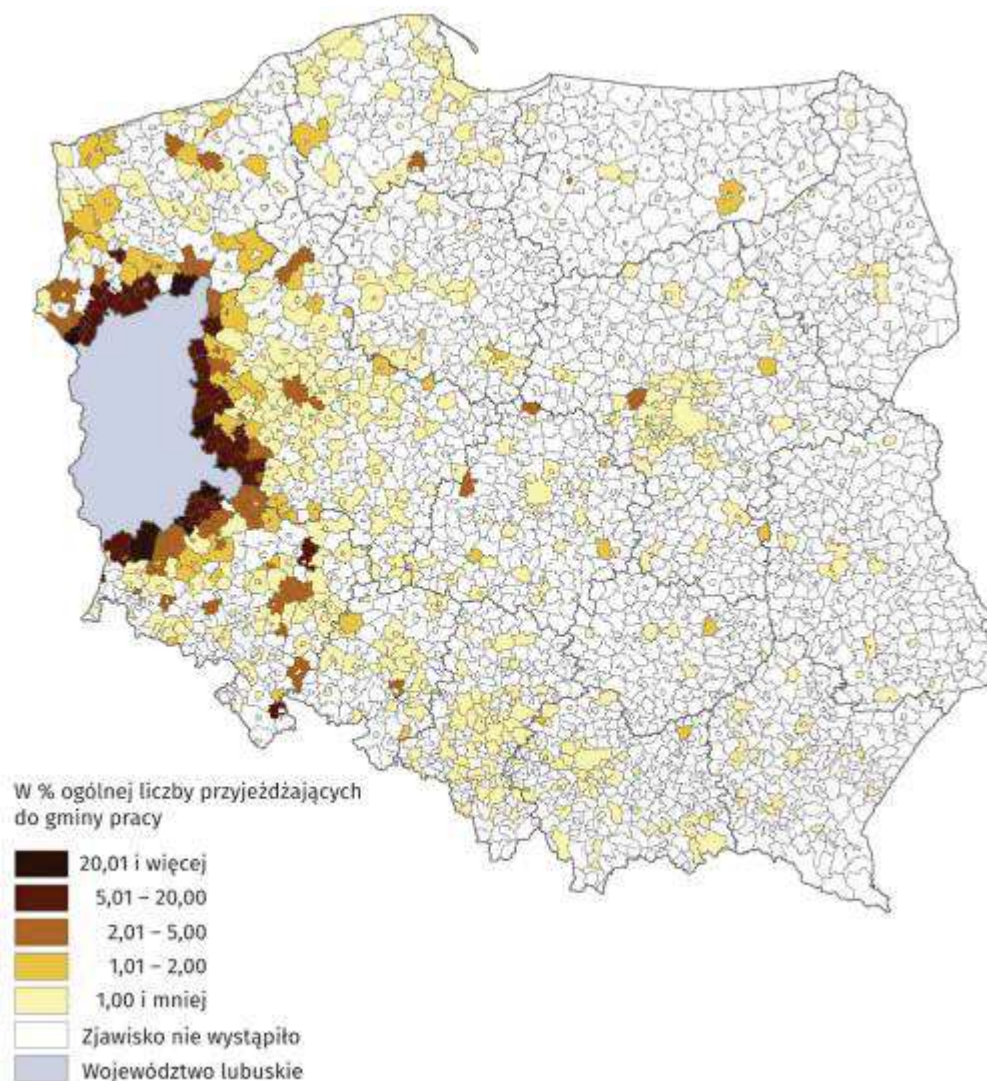 W % ogólnej liczby przyjeżdżających
do gminy pracy
20,01 i więcej
5,01 – 20,00
2,01 – 5,00
1,01 – 2,00
1,00 i mniej
Zjawisko nie wystąpiło
Województwo lubuskie